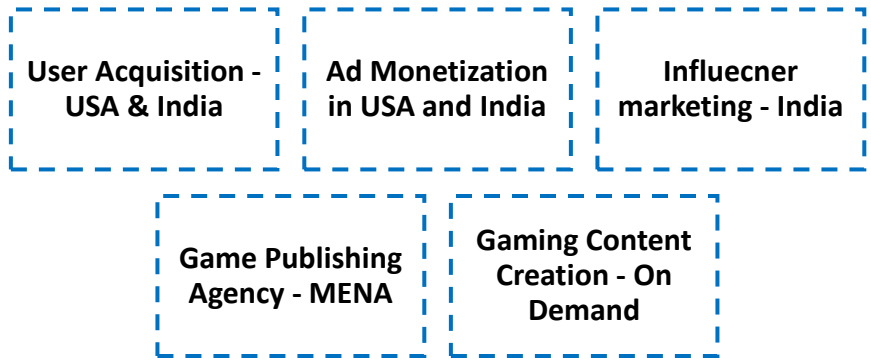 User Acquisition -
USA & India
Ad Monetization
in USA and India
Influecner
marketing - India
Game Publishing
Agency - MENA
Gaming Content
Creation - On
Demand